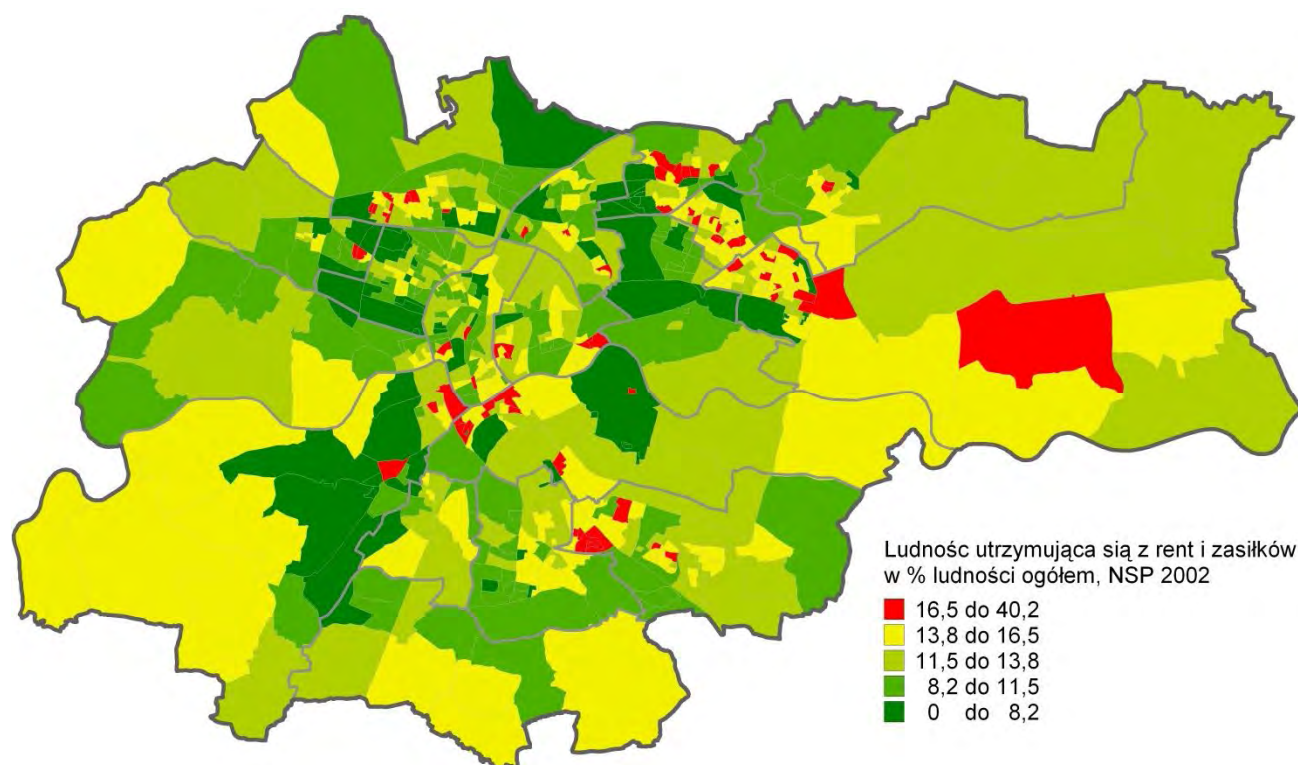 Ludnośc utrzymująca sią z rent i zasiłków
w % ludności ogółem, NSP 2002
16,5 do 40,2
13,8 do 16,5
11,5 do 13,8
8,2 do 11,5
0 do 8,2